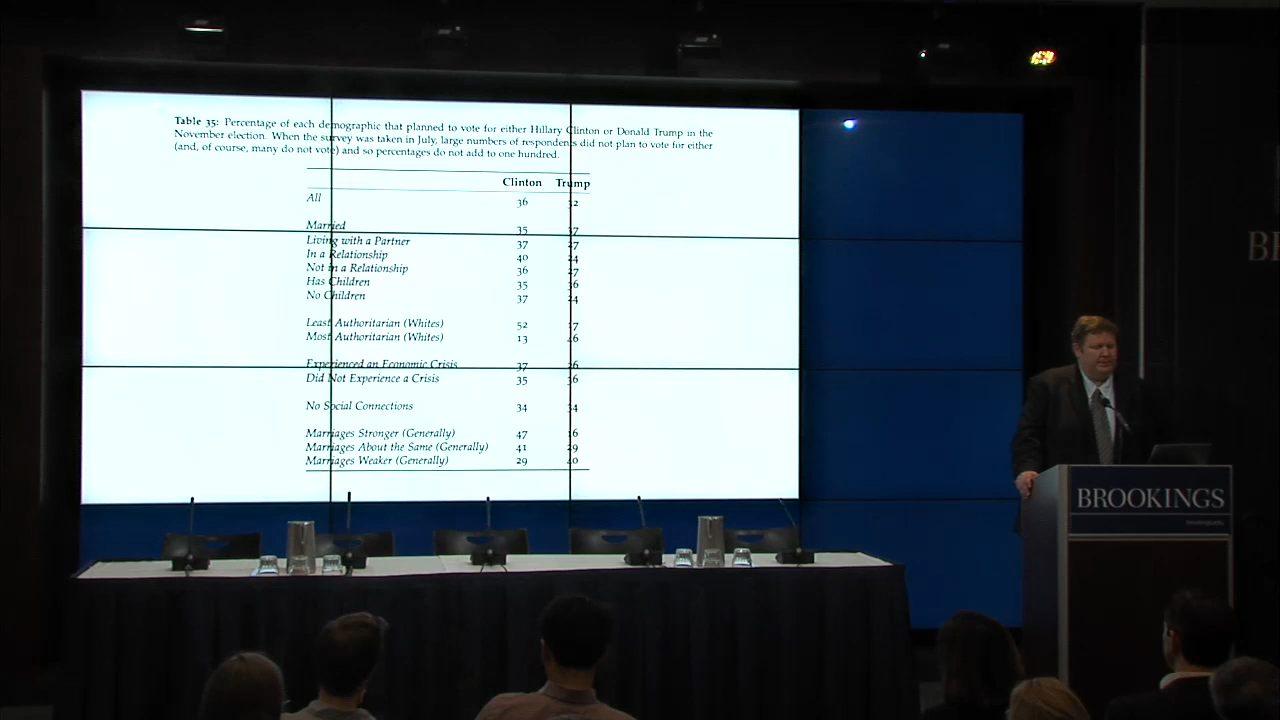 Table 35: Percentage of each demographic that planned to vote for either Hillary Clinton or Donald Trump in the
November election. When the survey was taken in July, large numbers of respondents did not plan to vote for either
(and, of course, many do not vote) and so percentages do not add to one hundred.
Clinton Trump
All 36 32
Married 35 37
Living with a Partner 37 27
In a Relationship 40 24
Not in a Relationship 36 27
Has Children 35 36
No Children 37 24
Least Authoritarian (Whites) 52 17
Most Authoritarian (Whites) 13
Experienced an Economic Crisis 37
Did Not Experience a Crisis 35 36
No Social Connections 34 34
Marriages Stronger (Generally) 47 16
Marriages About the Same (Generally) 41 29
Marriages Weaker (Generally) 29 40
BROOKINGS